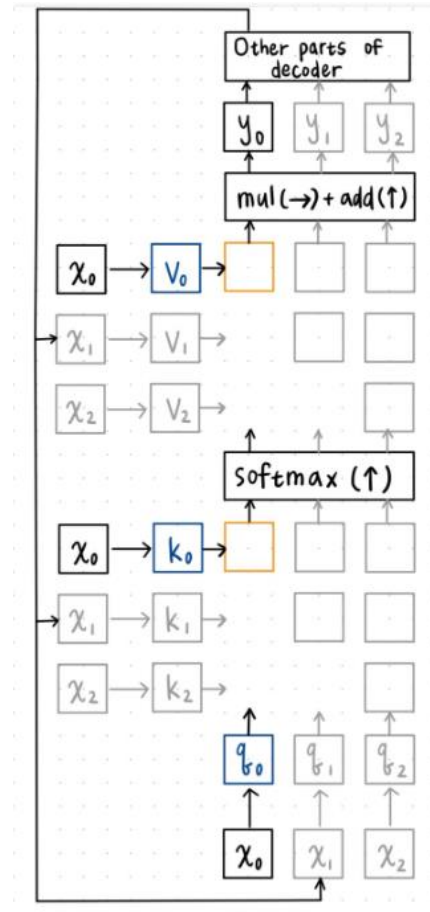 Other parts of
decoder
y₀ y₁ y₂
mul(→)+add(↑)
x₀ v₀
x₁ v₁
x₂ v₂
softmax (↑)
x₀ k₀
x₁ k₁
x₂ k₂
q₀ q₁ q₂
x₀ x₁ x₂